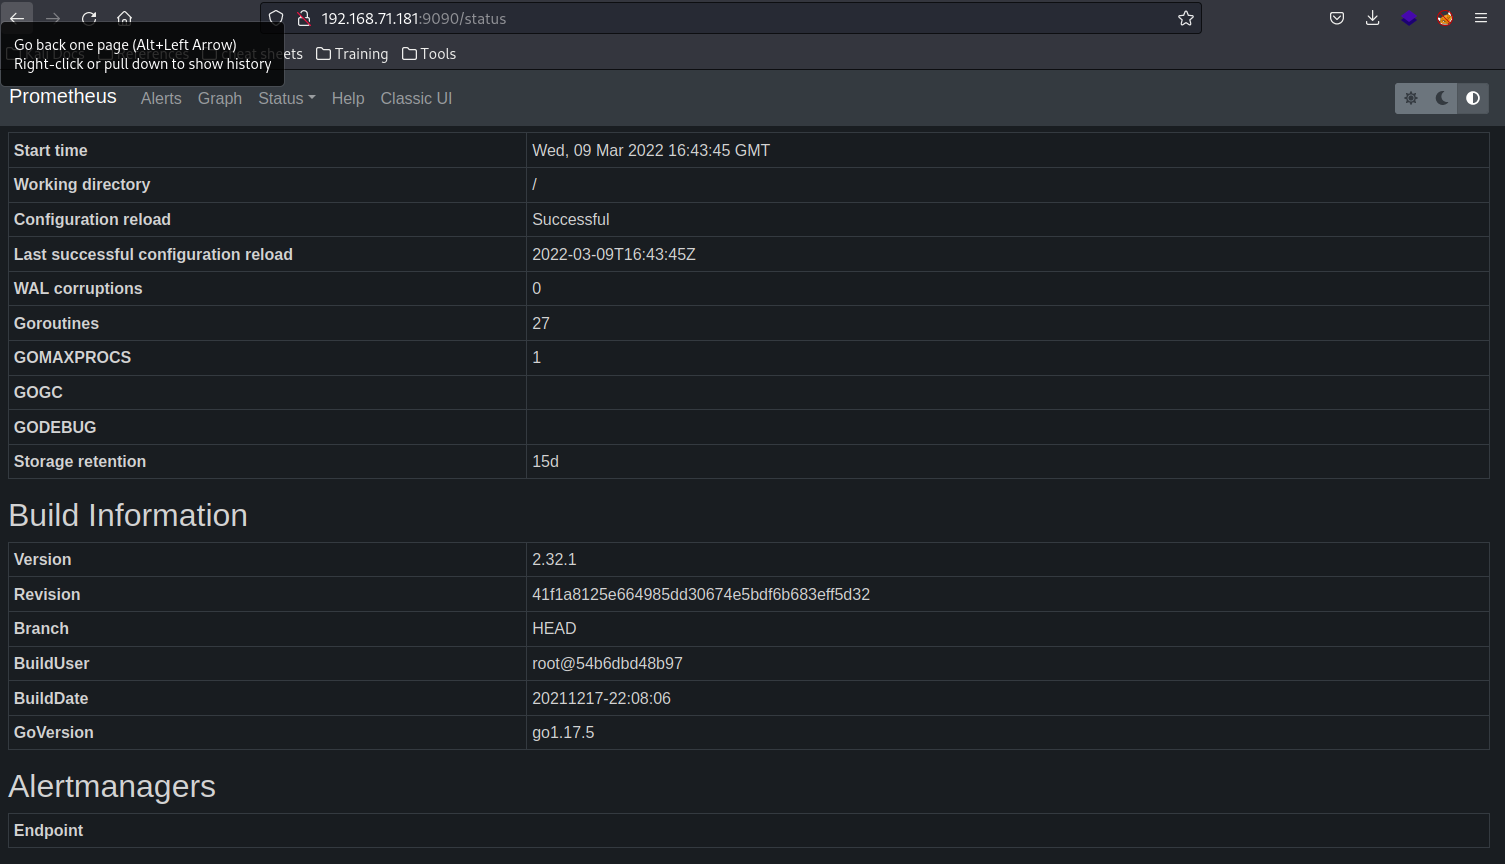 192.168.71.181:9090/status
Go back one page (Alt+Left Arrow)
Right-click or pull down to show history
sheets Training Tools
Prometheus Alerts Graph Status Help Classic UI
Start time Wed, 09 Mar 2022 16:43:45 GMT
Working directory /
Configuration reload Successful
Last successful configuration reload 2022-03-09T16:43:45Z
WAL corruptions 0
Goroutines 27
GOMAXPROCS 1
GOGC
GODEBUG
Storage retention 15d
Build Information
Version 2.32.1
Revision 41f1a8125e664985dd30674e5bdf6b683eff5d32
Branch HEAD
BuildUser root@54b6dbd48b97
BuildDate 20211217-22:08:06
GoVersion go1.17.5
Alertmanagers
Endpoint